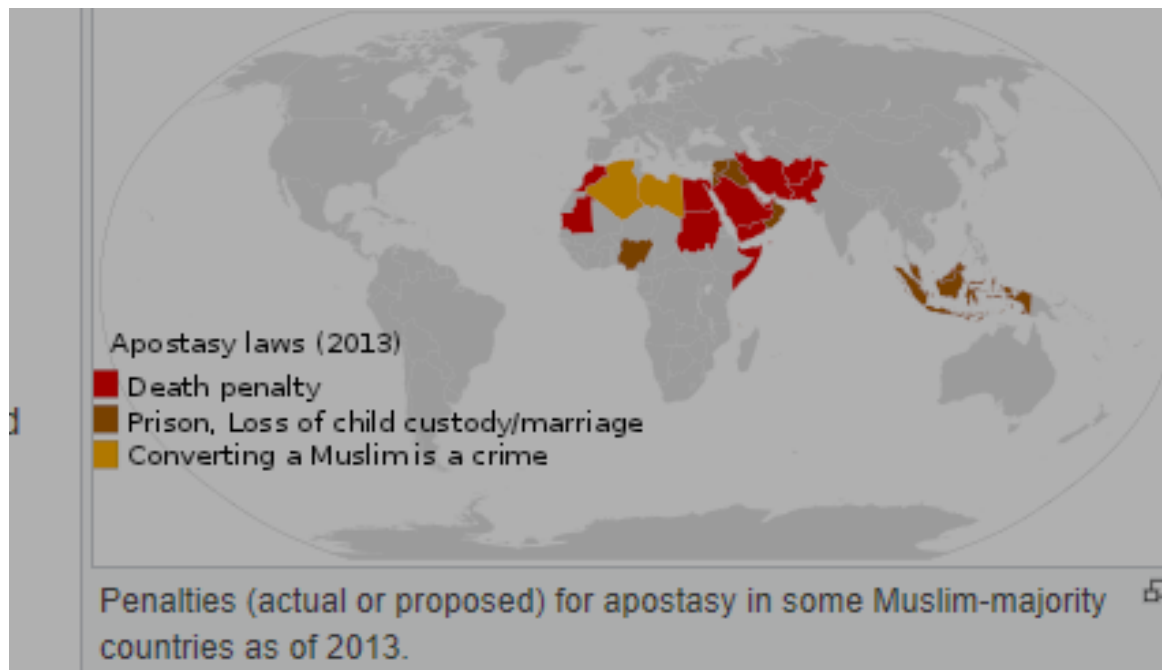 Apostasy laws (2013)
Death penalty
Prison, Loss of child custody/marriage
Converting a Muslim is a crime
d
Penalties (actual or proposed) for apostasy in some Muslim-majority
countries as of 2013.